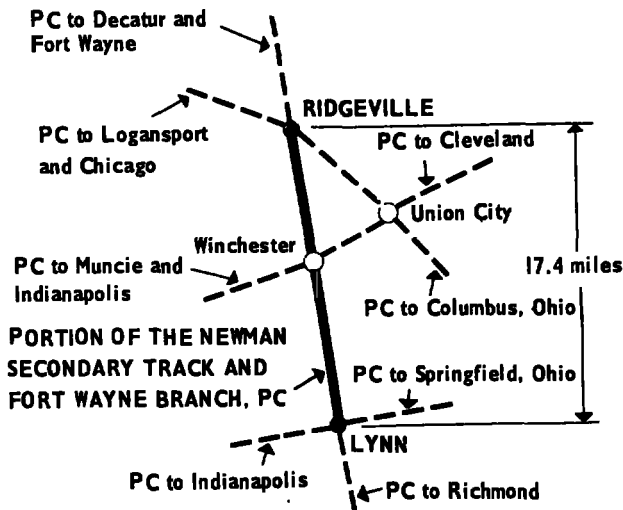 PC to Decatur and
Fort Wayne
RIDGEVILLE
PC to Logansport
and Chicago
PC to Cleveland
Union City
Winchester
PC to Muncie and
Indianapolis
17.4 miles
PC to Columbus, Ohio
PORTION OF THE NEWMAN
SECONDARY TRACK AND
FORT WAYNE BRANCH, PC
PC to Springfield, Ohio
LYNN
PC to Indianapolis
PC to Richmond